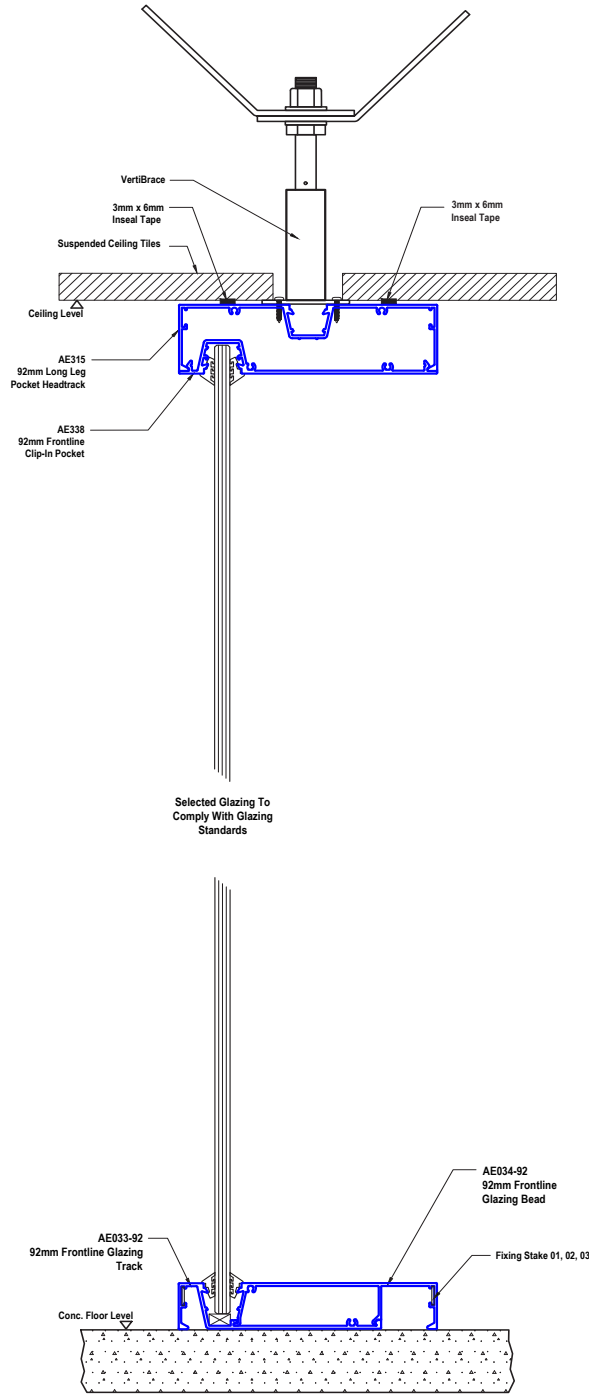 VertiBrace
3mm x 6mm
Inseal Tape
3mm x 6mm
Inseal Tape
Suspended Ceiling Tiles
Ceiling Level
AE315
92mm Long Leg
Pocket Headtrack
AE338
92mm Frontline
Clip-In Pocket
Selected Glazing To
Comply With Glazing
Standards
AE034-92
92mm Frontline
Glazing Bead
AE033-92
92mm Frontline Glazing
Track
Fixing Stake 01, 02, 03
Conc. Floor Level